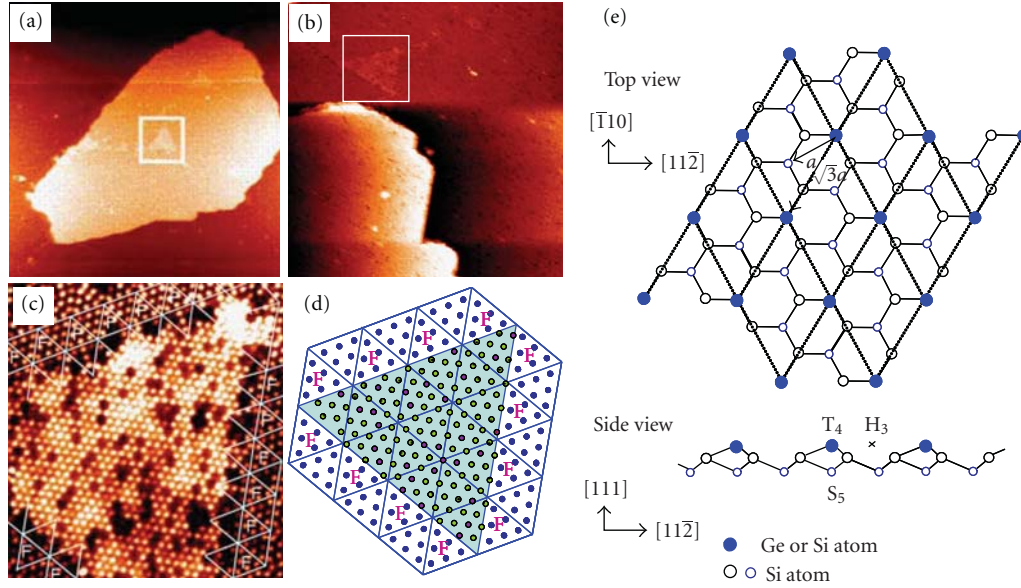 (a)
(b)
(c)
F F F F F F F F F F
(d)
F F F F F F F F F F F F
(e)
Top view
[1̅10]
[112̅]
a
√3a
Side view
T₄ H₃
×
S₅
[111]
[112̅]
Ge or Si atom
Si atom